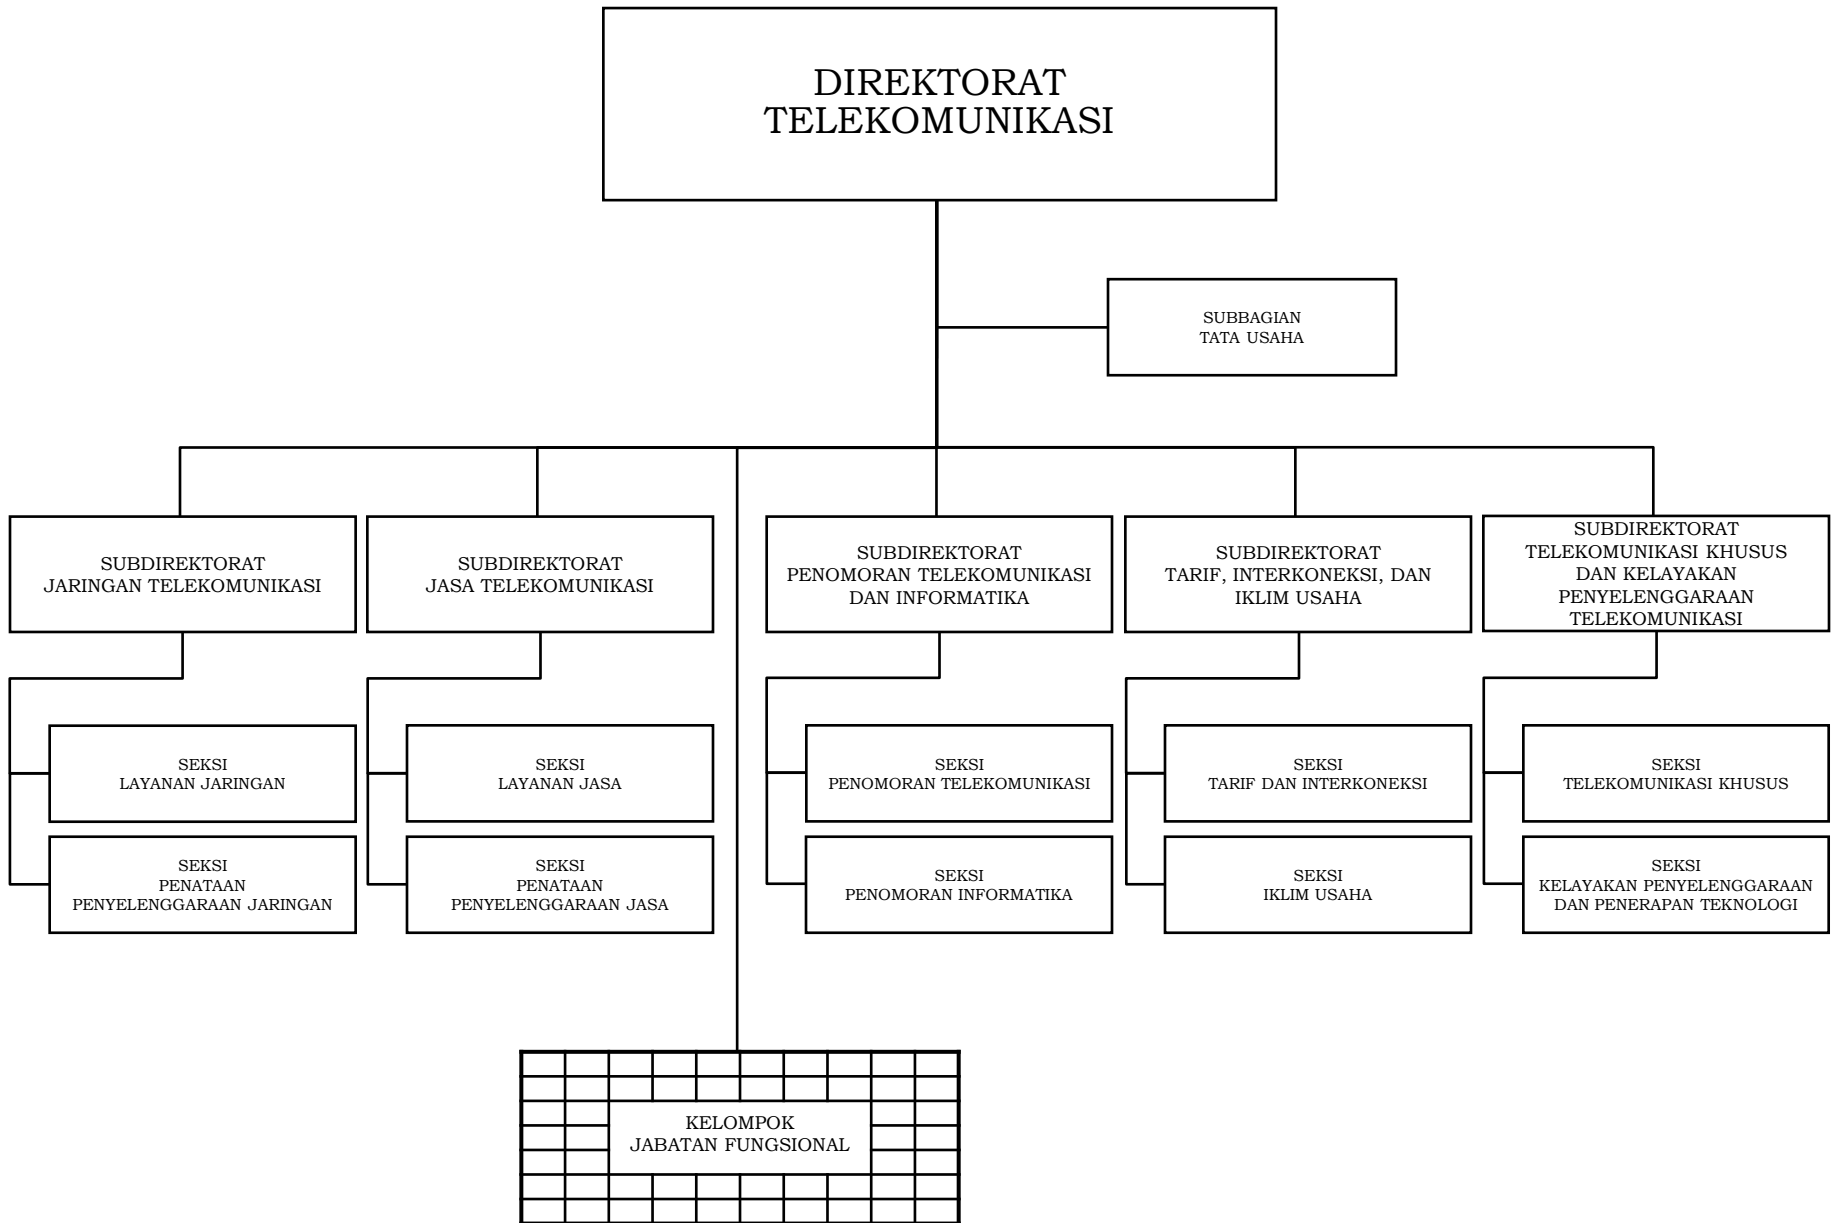 DIREKTORAT
TELEKOMUNIKASI
SUBBAGIAN
TATA USAHA
SUBDIREKTORAT
JARINGAN TELEKOMUNIKASI
SUBDIREKTORAT
JASA TELEKOMUNIKASI
SUBDIREKTORAT
PENOMORAN TELEKOMUNIKASI
DAN INFORMATIKA
SUBDIREKTORAT
TARIF, INTERKONEKSI, DAN
IKLIM USAHA
SUBDIREKTORAT
TELEKOMUNIKASI KHUSUS
DAN KELAYAKAN
PENYELENGGARAAN
TELEKOMUNIKASI
SEKSI
LAYANAN JARINGAN
SEKSI
LAYANAN JASA
SEKSI
PENOMORAN TELEKOMUNIKASI
SEKSI
TARIF DAN INTERKONEKSI
SEKSI
TELEKOMUNIKASI KHUSUS
SEKSI
PENATAAN
PENYELENGGARAAN JARINGAN
SEKSI
PENATAAN
PENYELENGGARAAN JASA
SEKSI
PENOMORAN INFORMATIKA
SEKSI
IKLIM USAHA
SEKSI
KELAYAKAN PENYELENGGARAAN
DAN PENERAPAN TEKNOLOGI
KELOMPOK
JABATAN FUNGSIONAL